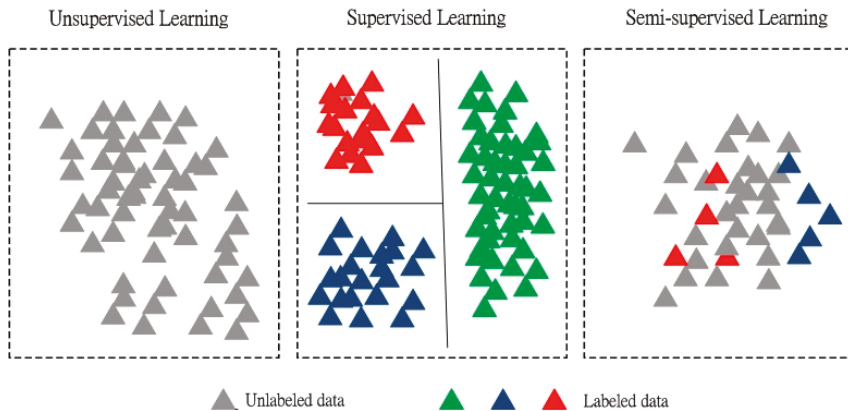 Unsupervised Learning
Supervised Learning
Semi-supervised Learning
Unlabeled data
Labeled data